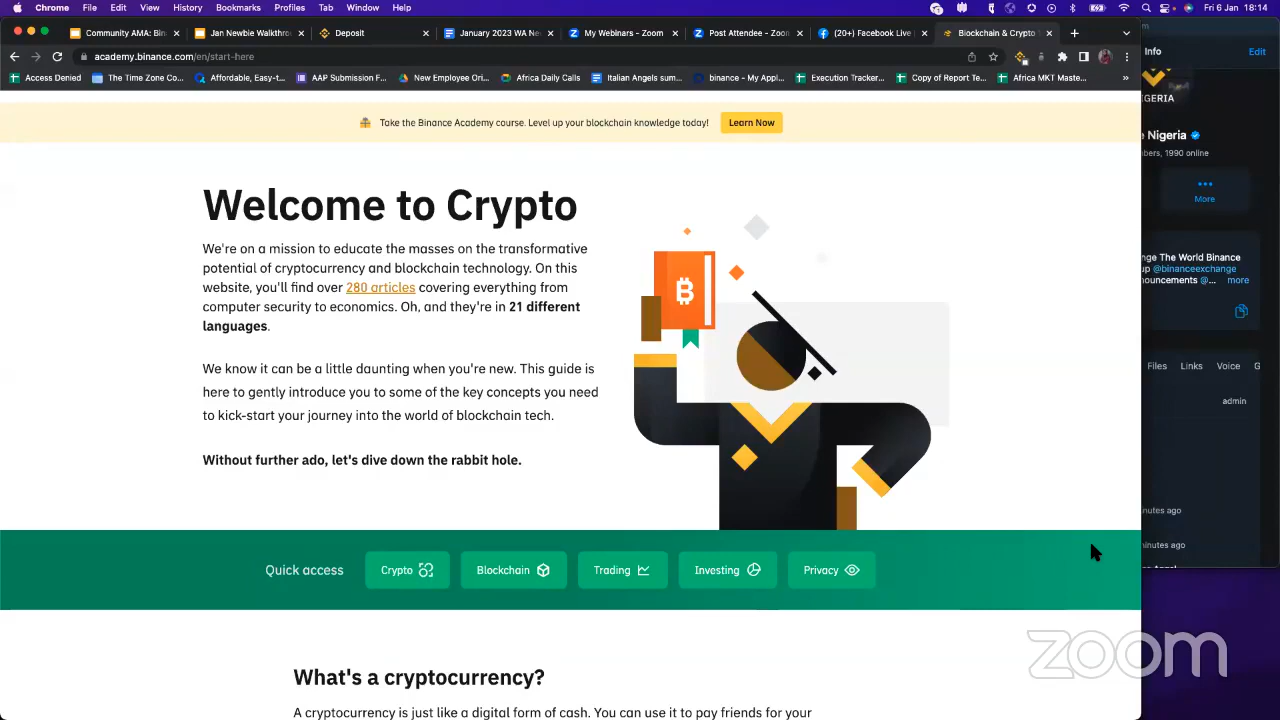 Chrome File Edit View History Bookmarks Profiles Tab Window Help
Fri 6 Jan 18:14
Community AMA: Bin
Jan Newbie Walkthro
Deposit
January 2023 WA Ne
My Webinars - Zoom
Post Attendee - Zoo
(20+) Facebook Live
Blockchain & Crypto
academy.binance.com/en/start-here
Access Denied
The Time Zone Co...
Affordable, Easy-t...
AAP Submission F...
New Employee Ori...
Africa Daily Calls
Italian Angels sum...
binance - My Appl...
Execution Tracker...
Copy of Report Te...
Africa MKT Maste...
Take the Binance Academy course. Level up your blockchain knowledge today!
Learn Now
Welcome to Crypto
We're on a mission to educate the masses on the transformative
potential of cryptocurrency and blockchain technology. On this
website, you'll find over 280 articles covering everything from
computer security to economics. Oh, and they're in 21 different
languages.
We know it can be a little daunting when you're new. This guide is
here to gently introduce you to some of the key concepts you need
to kick-start your journey into the world of blockchain tech.
Without further ado, let's dive down the rabbit hole.
Quick access
Crypto
Blockchain
Trading
Investing
Privacy
What's a cryptocurrency?
A cryptocurrency is just like a digital form of cash. You can use it to pay friends for your
Info
Edit
GERIA
e Nigeria
bers, 1990 online
More
nge The World Binance
up @binanceexchange
nouncements @... more
Files Links Voice G
admin
inutes ago
minutes ago
zoom